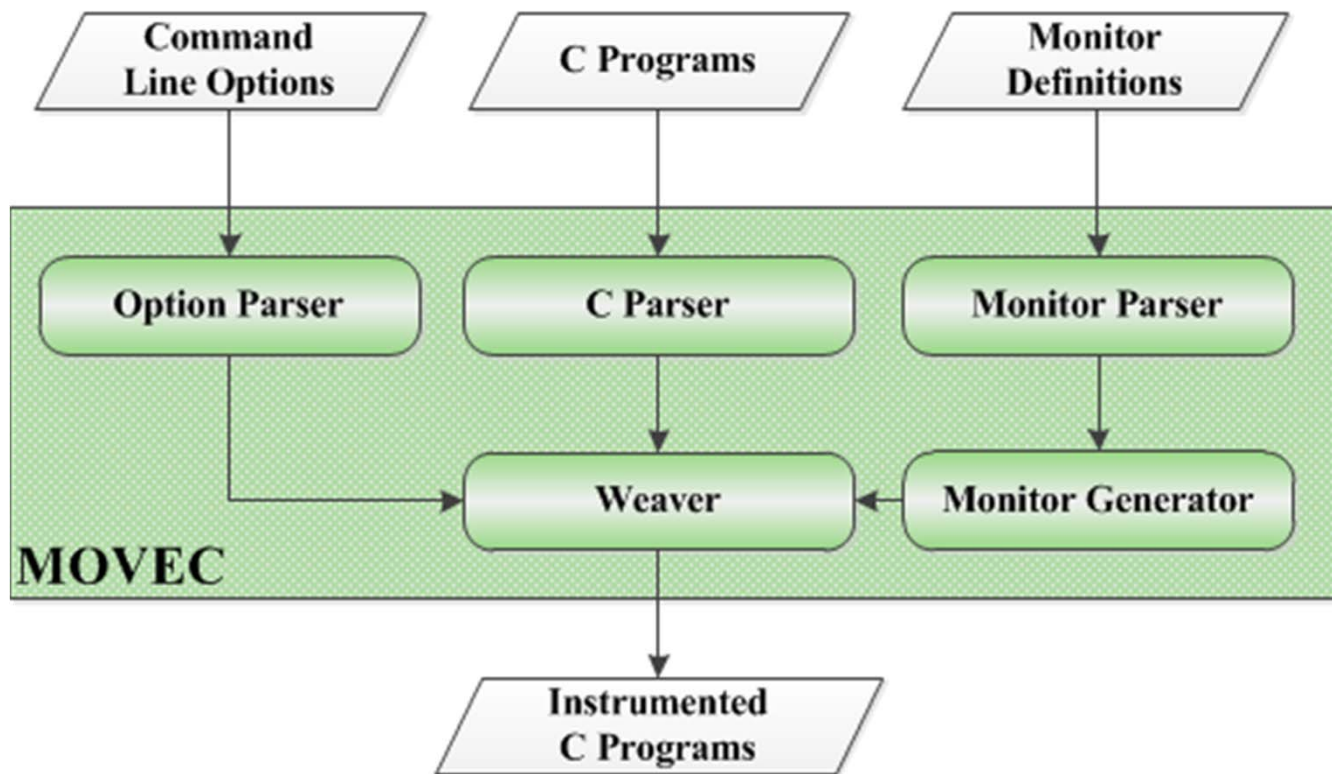 Command
Line Options
C Programs
Monitor
Definitions
Option Parser
C Parser
Monitor Parser
Weaver
Monitor Generator
MOVEC
Instrumented
C Programs